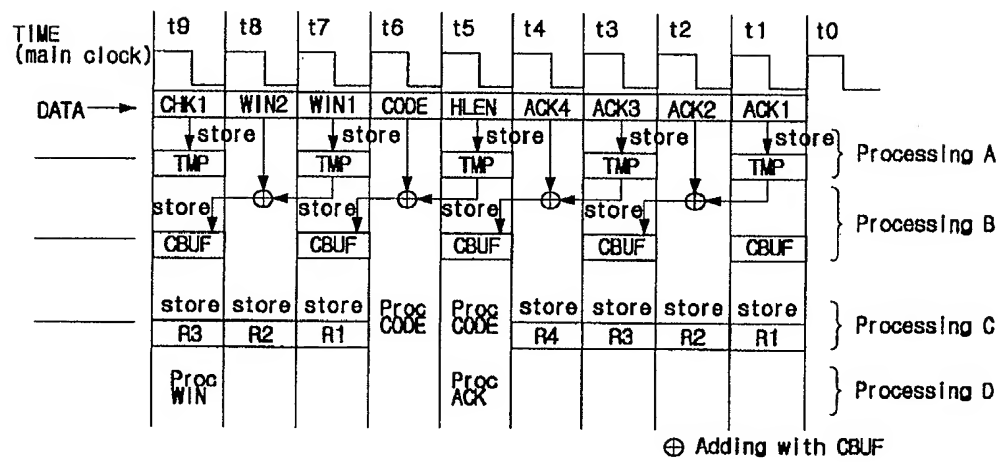 TIME
(main clock)
t9 t8 t7 t6 t5 t4 t3 t2 t1 t0
DATA CHK1 WIN2 WIN1 CODE HLEN ACK4 ACK3 ACK2 ACK1
store store store store store
TMP TMP TMP TMP TMP Processing A
store store store store
Processing B
CBUF CBUF CBUF CBUF CBUF
store store store Proc CODE Proc CODE store store store store
R3 R2 R1 R4 R3 R2 R1 Processing C
Proc WIN Proc ACK Processing D
⊕ Adding with CBUF